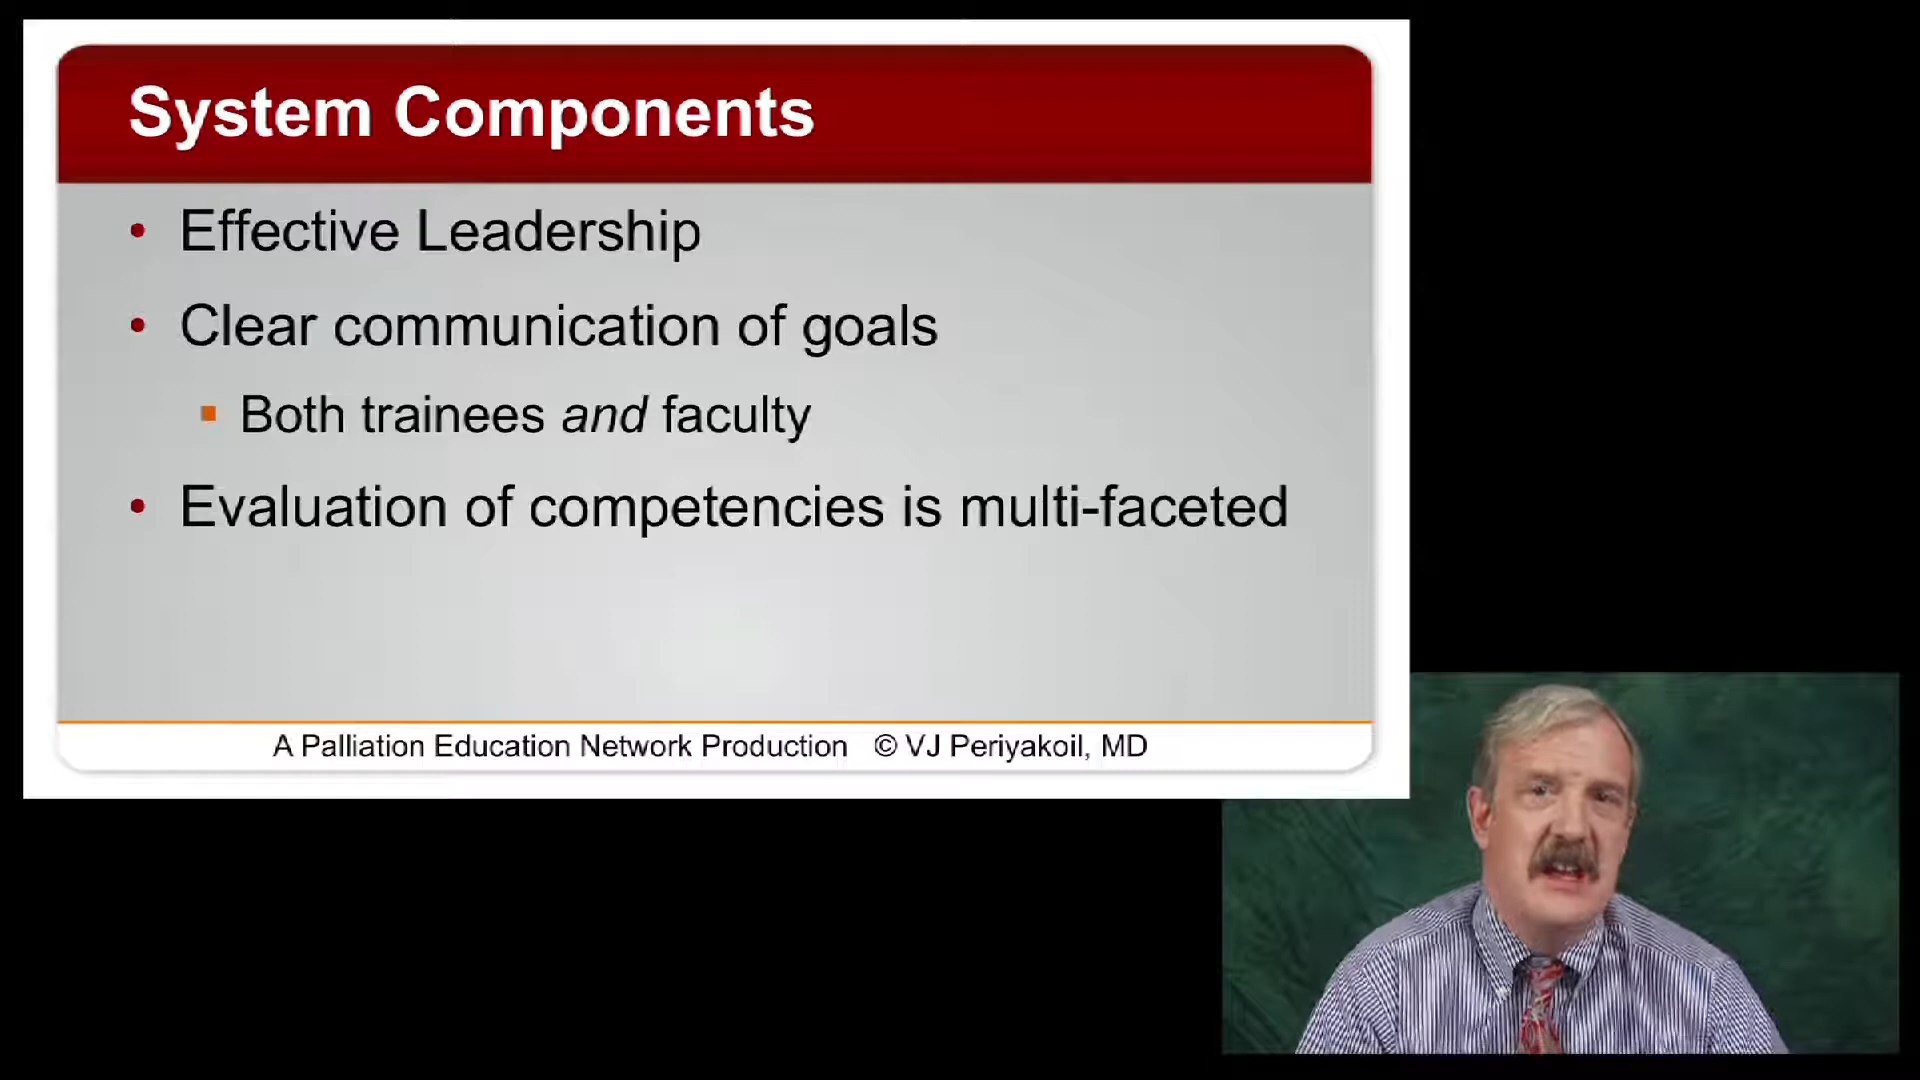 System Components
• Effective Leadership
• Clear communication of goals
▪ Both trainees and faculty
• Evaluation of competencies is multi-faceted
A Palliation Education Network Production © VJ Periyakoil, MD